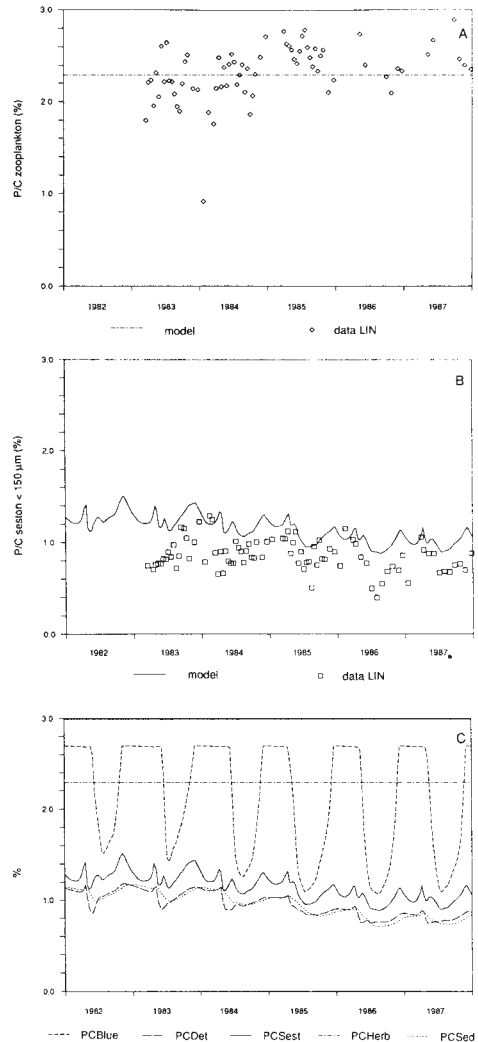 3.0
A
2.0
1.0
0.0
P/C zooplankton (%)
1982 1983 1984 1985 1986 1987
model data LIN
3.0
B
2.0
1.0
0.0
P/C seston < 150 µm (%)
1982 1983 1984 1985 1986 1987
model data LIN
3.0
C
2.0
1.0
0.0
%
1982 1983 1984 1985 1986 1987
PCBlue PCDet PCSest PCHerb PCSed